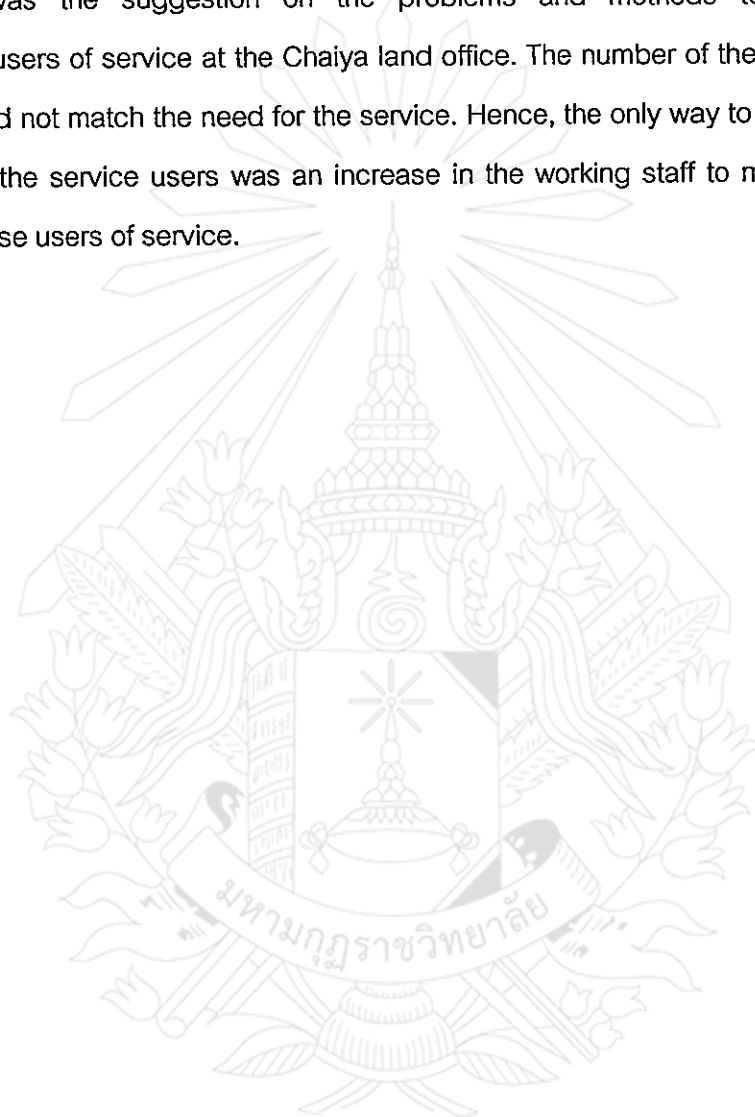 the suggestion on the problems and methods
users of service at the Chaiya land office. The number of the
not match the need for the service. Hence, the only way to
the service users was an increase in the working staff to
users of service.
มหามกุฏราชวิทยาลัย